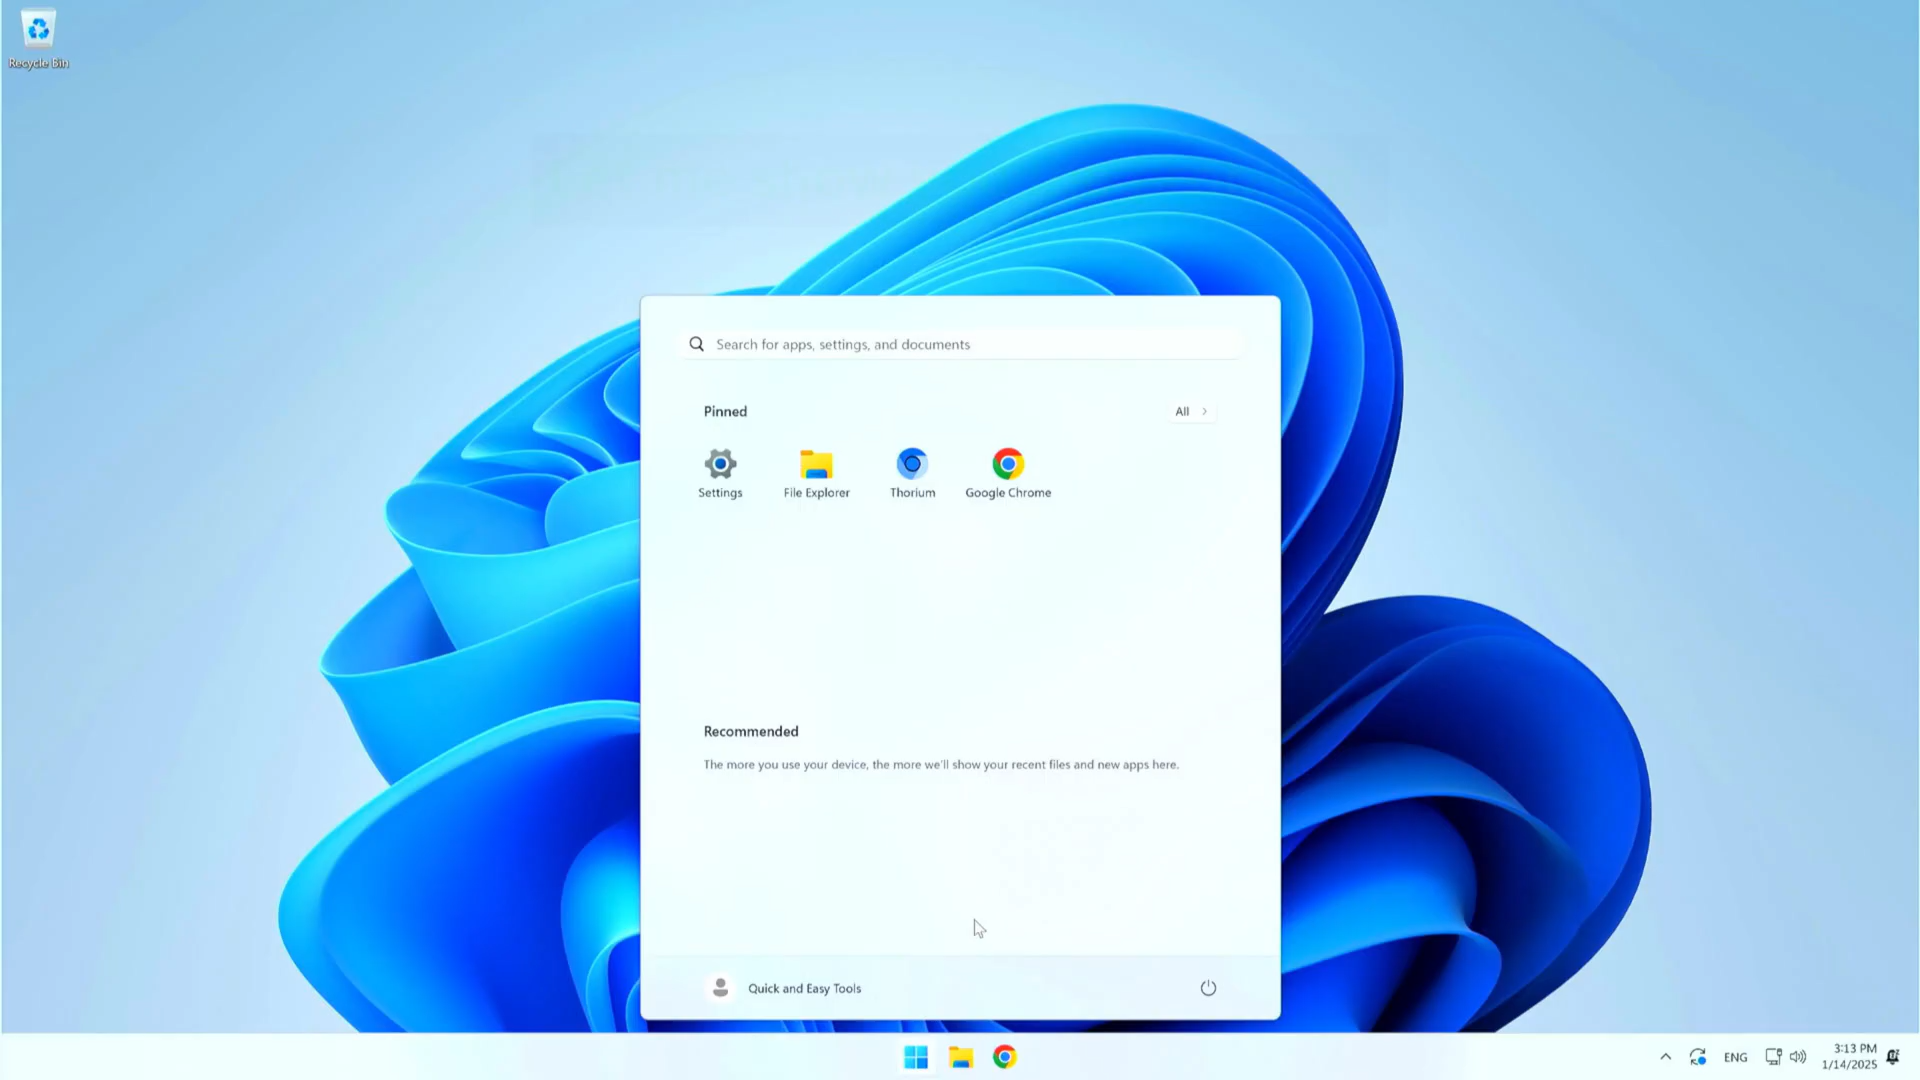 Recycle Bin
Search for apps, settings, and documents
Pinned
All
Settings
File Explorer
Thorium
Google Chrome
Recommended
The more you use your device, the more we'll show your recent files and new apps here.
Quick and Easy Tools
ENG
3:13 PM
1/14/2025